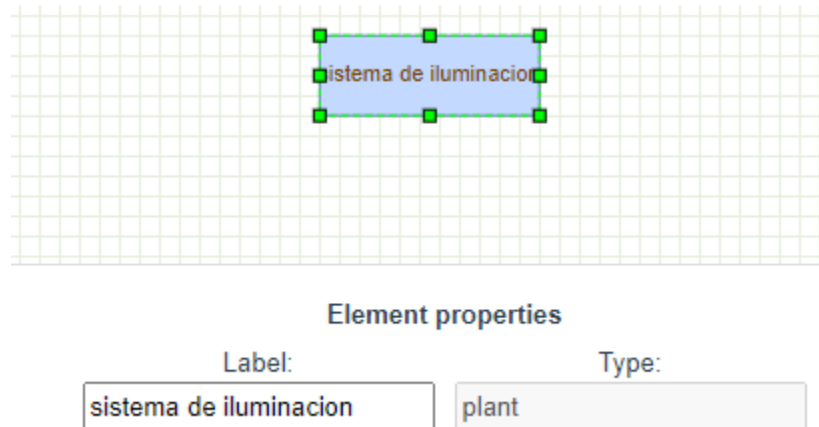 sistema de iluminacion
Element properties
Label:
Type:
sistema de iluminacion
plant